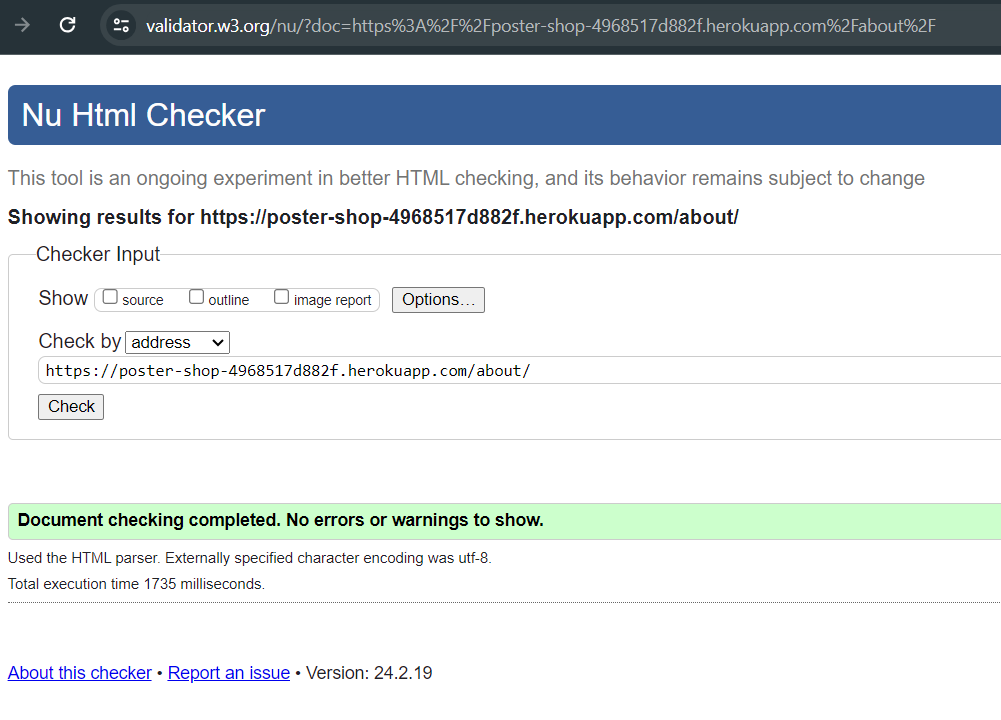 validator.w3.org/nu/?doc=https%3A%2F%2Fposter-shop-4968517d882f.herokuapp.com%2Fabout%2F
Nu Html Checker
This tool is an ongoing experiment in better HTML checking, and its behavior remains subject to change
Showing results for https://poster-shop-4968517d882f.herokuapp.com/about/
Checker Input
Show source outline image report Options...
Check by address
https://poster-shop-4968517d882f.herokuapp.com/about/
Check
Document checking completed. No errors or warnings to show.
Used the HTML parser. Externally specified character encoding was utf-8.
Total execution time 1735 milliseconds.
About this checker • Report an issue • Version: 24.2.19